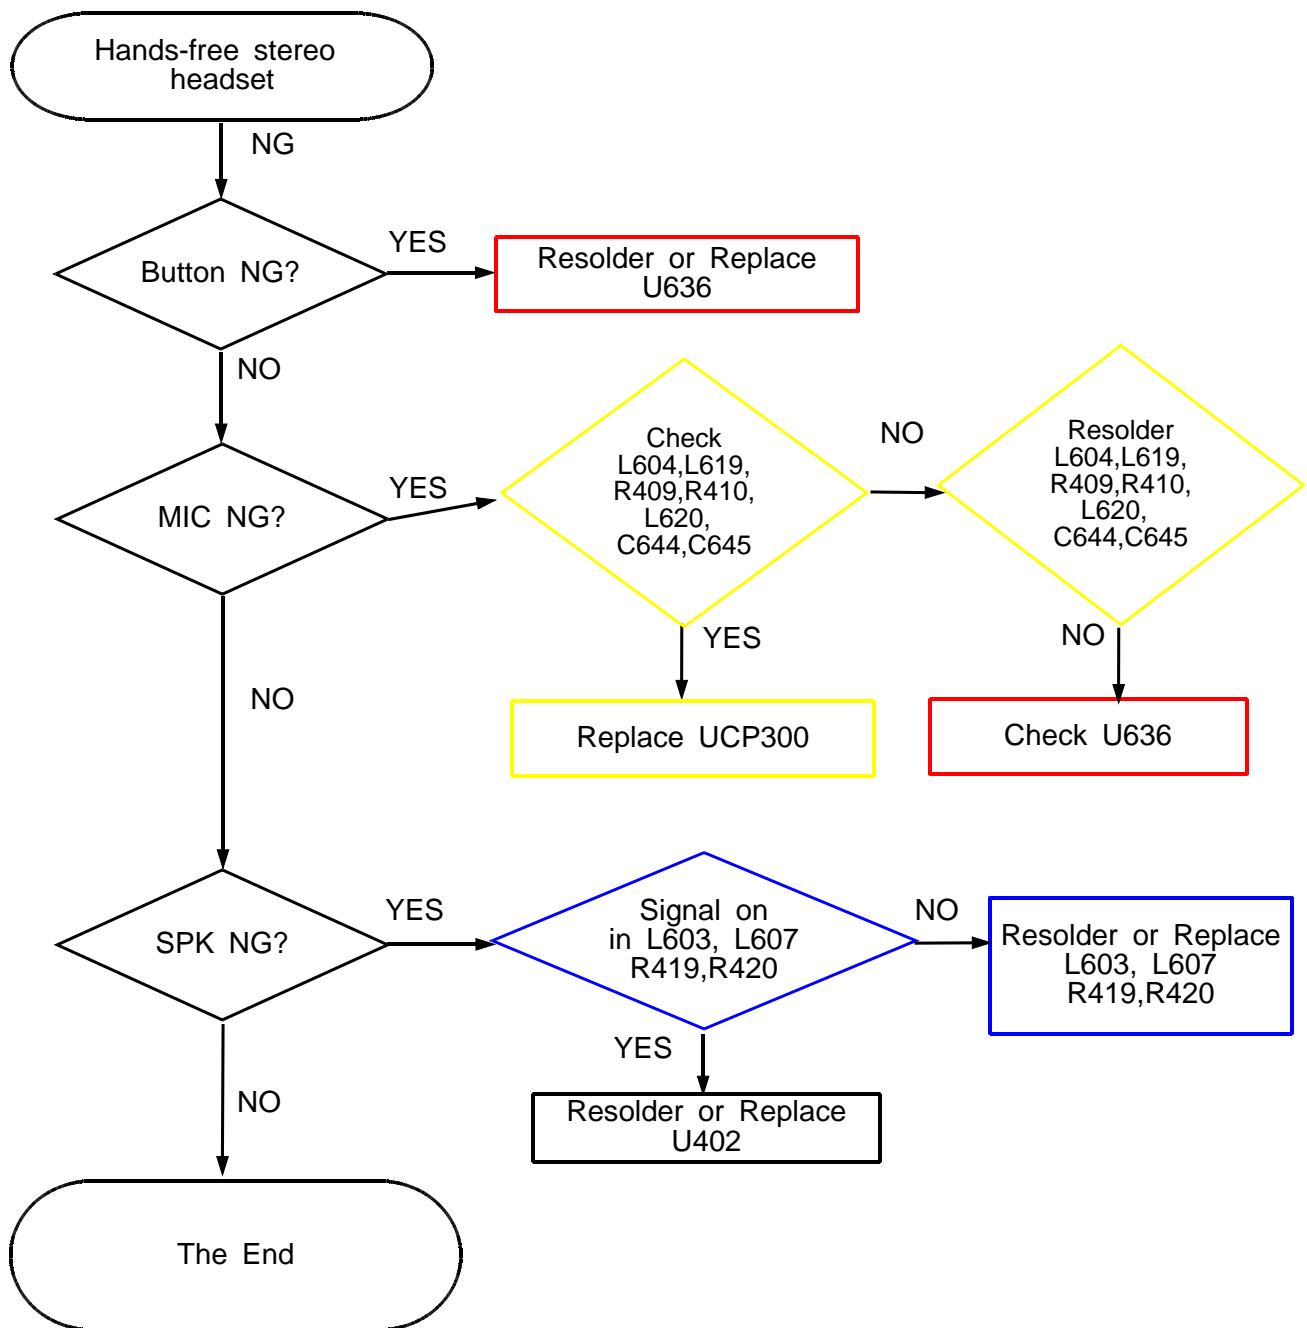 Hands-free stereo
headset
NG
Button NG?
YES
Resolder or Replace
U636
NO
MIC NG?
YES
Check
L604,L619,
R409,R410,
L620,
C644,C645
NO
Resolder
L604,L619,
R409,R410,
L620,
C644,C645
YES
NO
Replace UCP300
Check U636
NO
SPK NG?
YES
Signal on
in L603, L607
R419,R420
NO
Resolder or Replace
L603, L607
R419,R420
YES
Resolder or Replace
U402
NO
The End